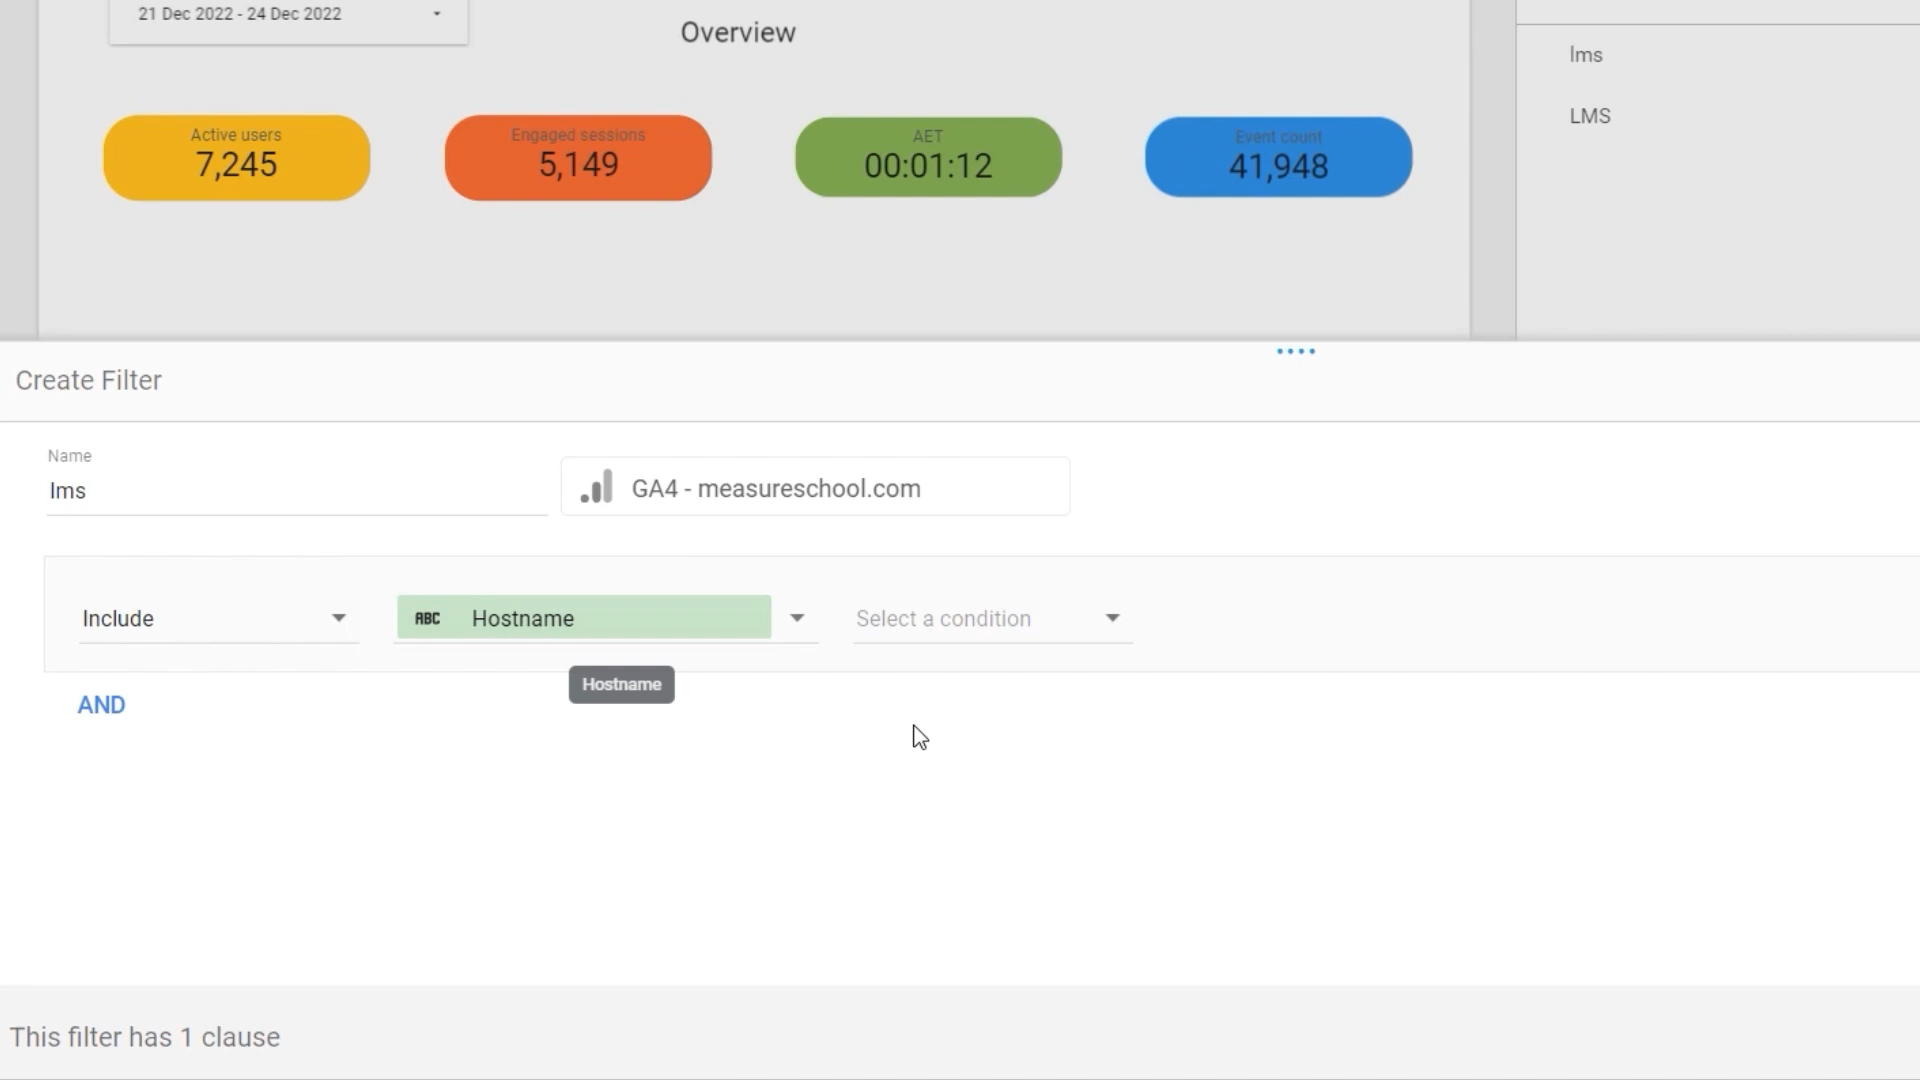 21 Dec 2022 - 24 Dec 2022
Overview
lms
LMS
Active users
7,245
Engaged sessions
5,149
AET
00:01:12
Event count
41,948
Create Filter
Name
lms
GA4 - measureschool.com
Include
ABC Hostname
Select a condition
Hostname
AND
This filter has 1 clause